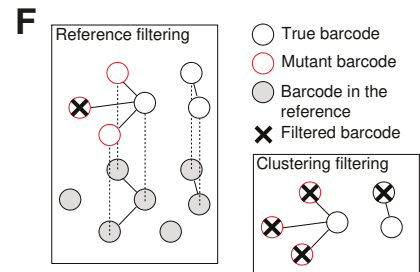 F
Reference filtering
True barcode
Mutant barcode
Barcode in the
reference
Filtered barcode
Clustering filtering